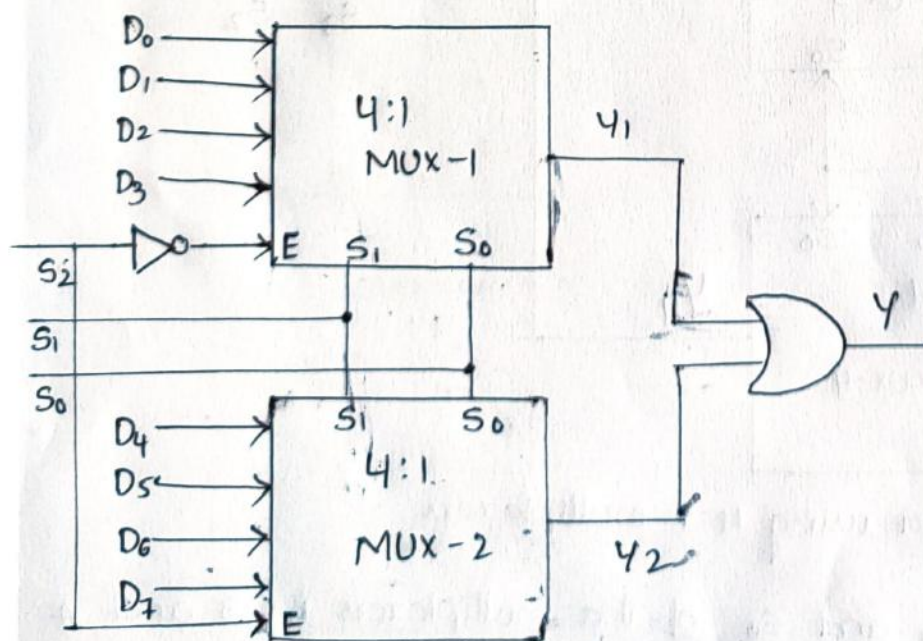 D0
D1
D2
D3
4:1
MUX-1
y1
E S1 S0
S2
S1
S0
y
S1 S0
D4
D5
D6
D7
4:1
MUX-2
y2
E